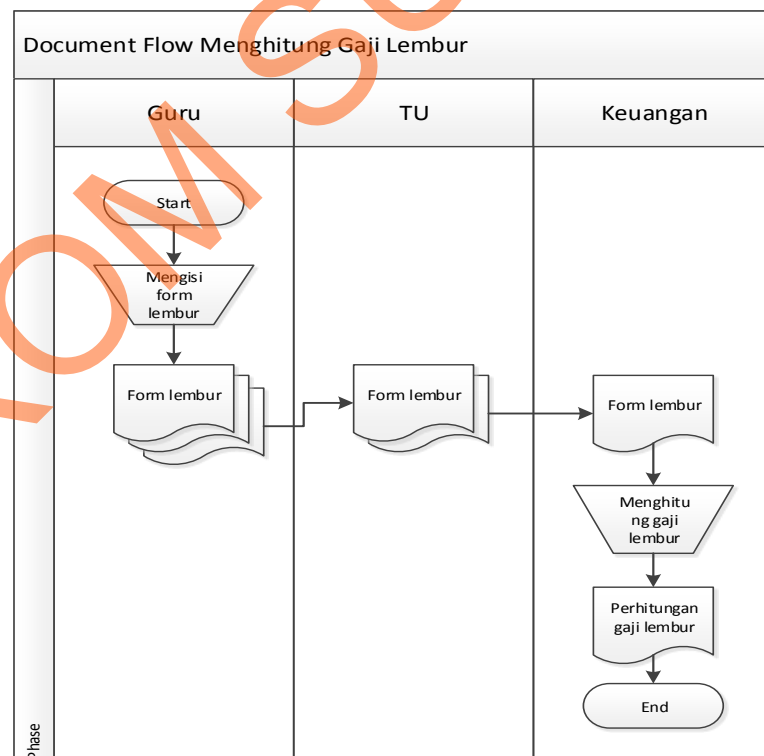 Document Flow Menghitung Gaji Lembur
Guru
TU
Keuangan
Start
Mengisi
form
lembur
Form lembur
Form lembur
Form lembur
Menghitu
ng gaji
lembur
Perhitungan
gaji lembur
End
Phase
OM S